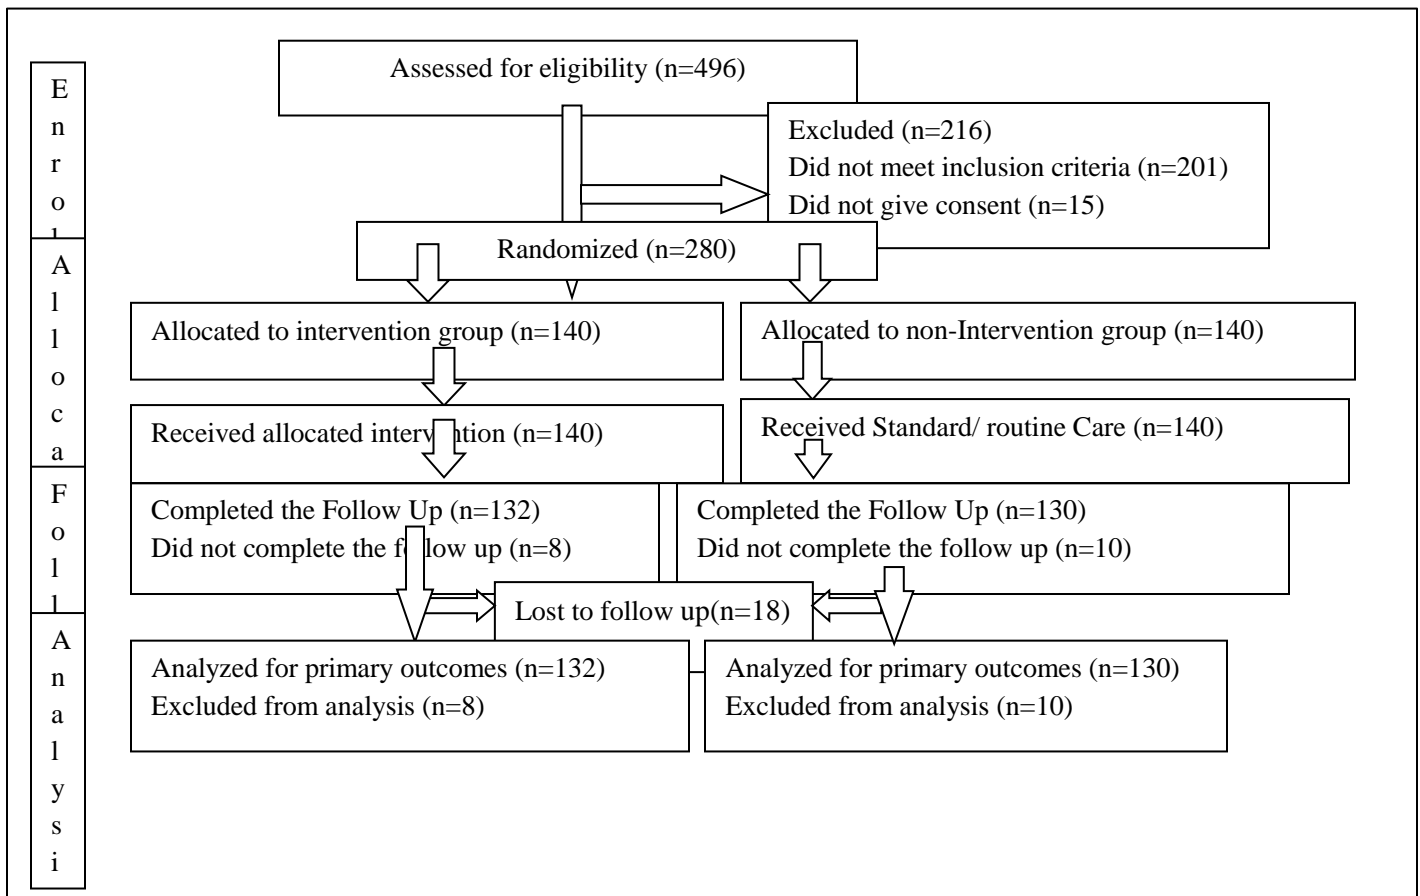 Enrol
Assessed for eligibility (n=496)
Excluded (n=216)
Did not meet inclusion criteria (n=201)
Did not give consent (n=15)
Randomized (n=280)
Alloca
Allocated to intervention group (n=140)
Allocated to non-Intervention group (n=140)
Received allocated intervention (n=140)
Received Standard/ routine Care (n=140)
Foll
Completed the Follow Up (n=132)
Did not complete the follow up (n=8)
Completed the Follow Up (n=130)
Did not complete the follow up (n=10)
Lost to follow up(n=18)
Analysi
Analyzed for primary outcomes (n=132)
Excluded from analysis (n=8)
Analyzed for primary outcomes (n=130)
Excluded from analysis (n=10)